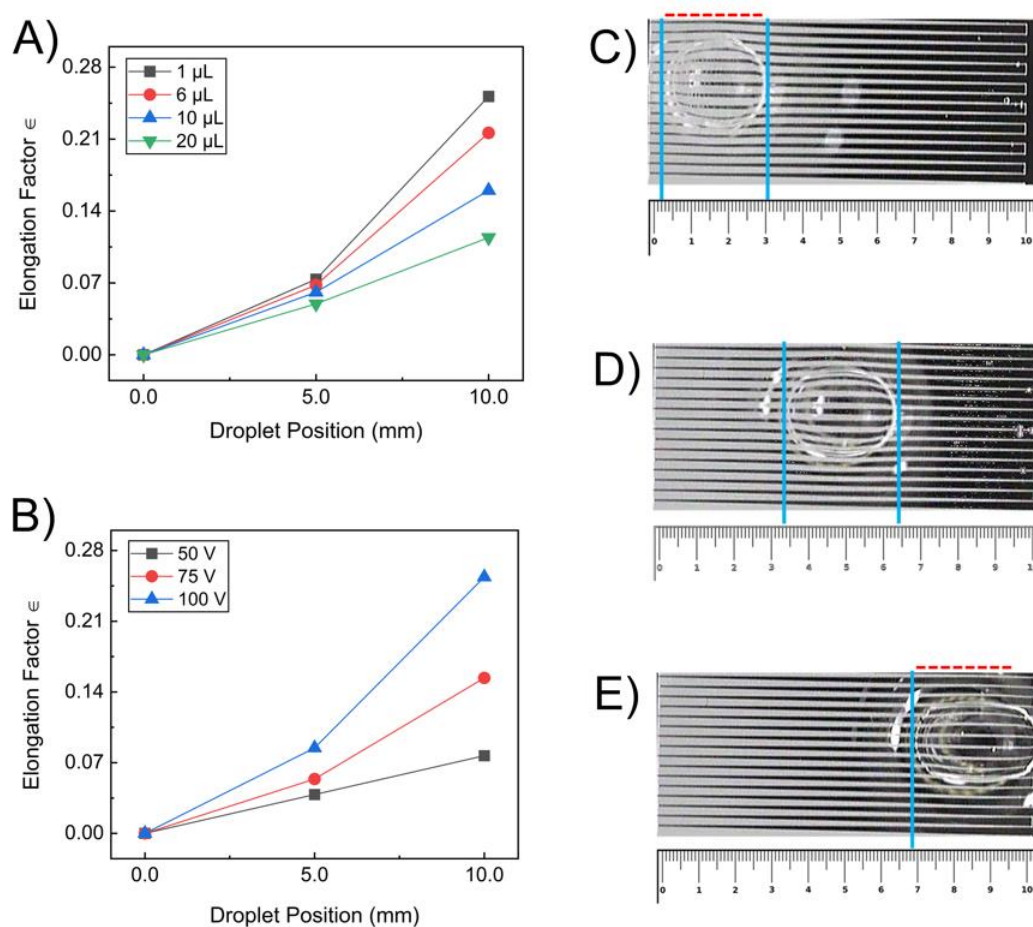 A)
0.28
0.21
0.14
0.07
0.00
Elongation Factor ϵ
1 µL
6 µL
10 µL
20 µL
0.0 5.0 10.0
Droplet Position (mm)
B)
0.28
0.21
0.14
0.07
0.00
Elongation Factor ϵ
50 V
75 V
100 V
0.0 5.0 10.0
Droplet Position (mm)
C)
0 1 2 3 4 5 6 7 8 9 10
D)
0 1 2 3 4 5 6 7 8 9
E)
0 1 2 3 4 5 6 7 8 9 10